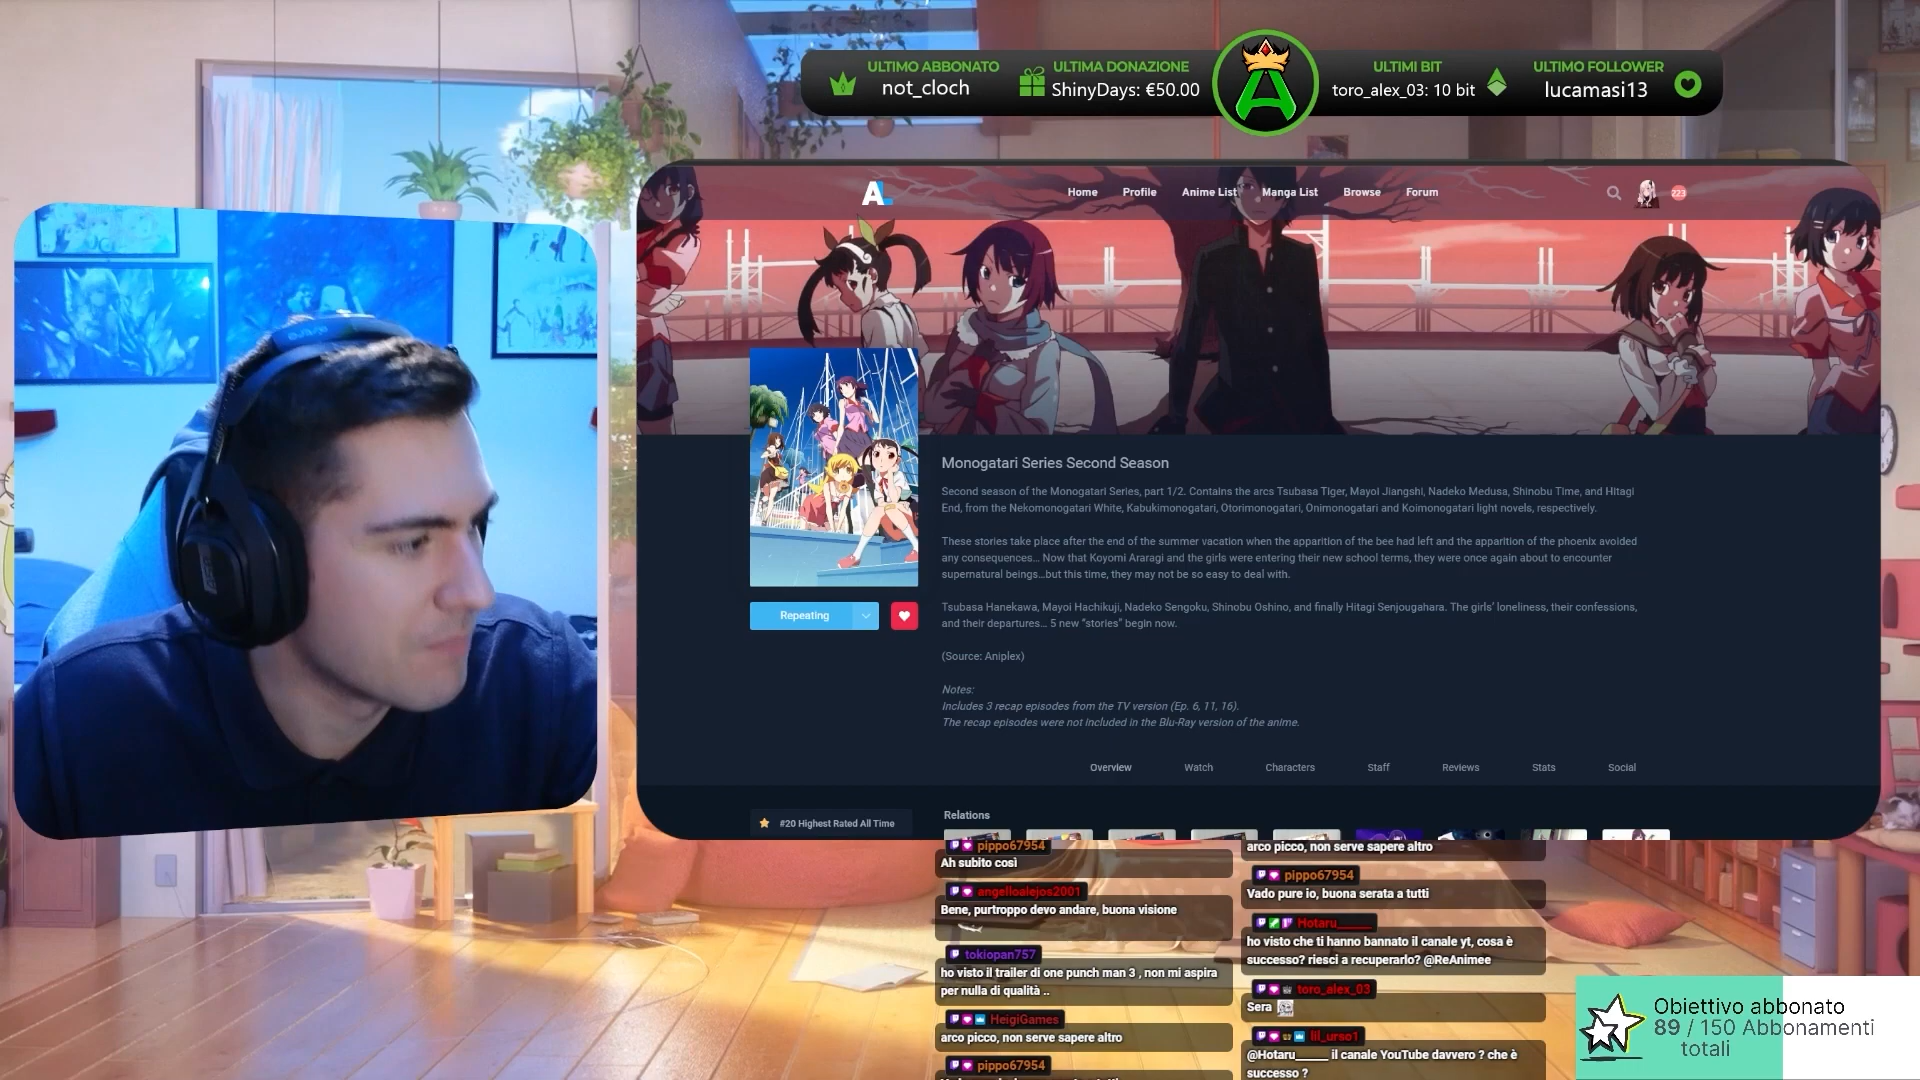 ULTIMO ABBONATO
not_cloch
ULTIMA DONAZIONE
ShinyDays: €50.00
ULTIMI BIT
toro_alex_03: 10 bit
ULTIMO FOLLOWER
lucamasi13
Home Profile Anime List Manga List Browse Forum
223
Monogatari Series Second Season
Second season of the Monogatari Series, part 1/2. Contains the arcs Tsubasa Tiger, Mayoi Jiangshi, Nadeko Medusa, Shinobu Time, and Hitagi
End, from the Nekomonogatari White, Kabukimonogatari, Otorimonogatari, Onimonogatari and Koimonogatari light novels, respectively.
These stories take place after the end of the summer vacation when the apparition of the bee had left and the apparition of the phoenix avoided
any consequences... Now that Koyomi Araragi and the girls were entering their new school terms, they were once again about to encounter
supernatural beings...but this time, they may not be so easy to deal with.
Tsubasa Hanekawa, Mayoi Hachikuji, Nadeko Sengoku, Shinobu Oshino, and finally Hitagi Senjougahara. The girls' loneliness, their confessions,
and their departures... 5 new "stories" begin now.
(Source: Aniplex)
Notes:
Includes 3 recap episodes from the TV version (Ep. 6, 11, 16).
The recap episodes were not included in the Blu-Ray version of the anime.
Repeating
Overview Watch Characters Staff Reviews Stats Social
#20 Highest Rated All Time
Relations
pippo67954
Ah subito così
angelloalejos2001
Bene, purtroppo devo andare, buona visione
tokiopan757
ho visto il trailer di one punch man 3 , non mi aspira
per nulla di qualità ..
HeigiGames
arco picco, non serve sapere altro
pippo67954
arco picco, non serve sapere altro
pippo67954
Vado pure io, buona serata a tutti
Hotaru_____
ho visto che ti hanno bannato il canale yt, cosa è
successo? riesci a recuperarlo? @ReAnimee
toro_alex_03
Sera
lil_urso1
@Hotaru_____ il canale YouTube davvero ? che è
successo ?
Obiettivo abbonato
89 / 150 Abbonamenti
totali